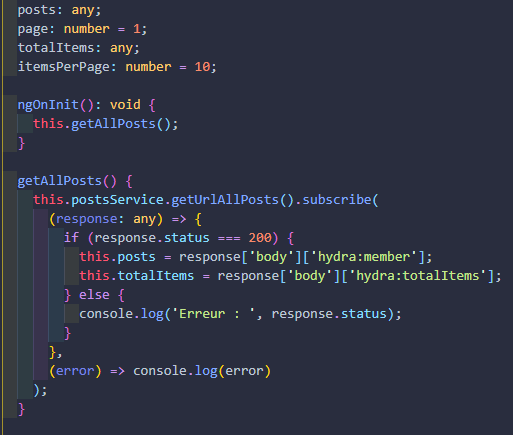 posts: any;
page: number = 1;
totalItems: any;
itemsPerPage: number = 10;
ngOnInit(): void {
this.getAllPosts();
}
getAllPosts() {
this.postsService.getUrlAllPosts().subscribe(
(response: any) => {
if (response.status === 200) {
this.posts = response['body']['hydra:member'];
this.totalItems = response['body']['hydra:totalItems'];
} else {
console.log('Erreur : ', response.status);
}
},
(error) => console.log(error)
);
}